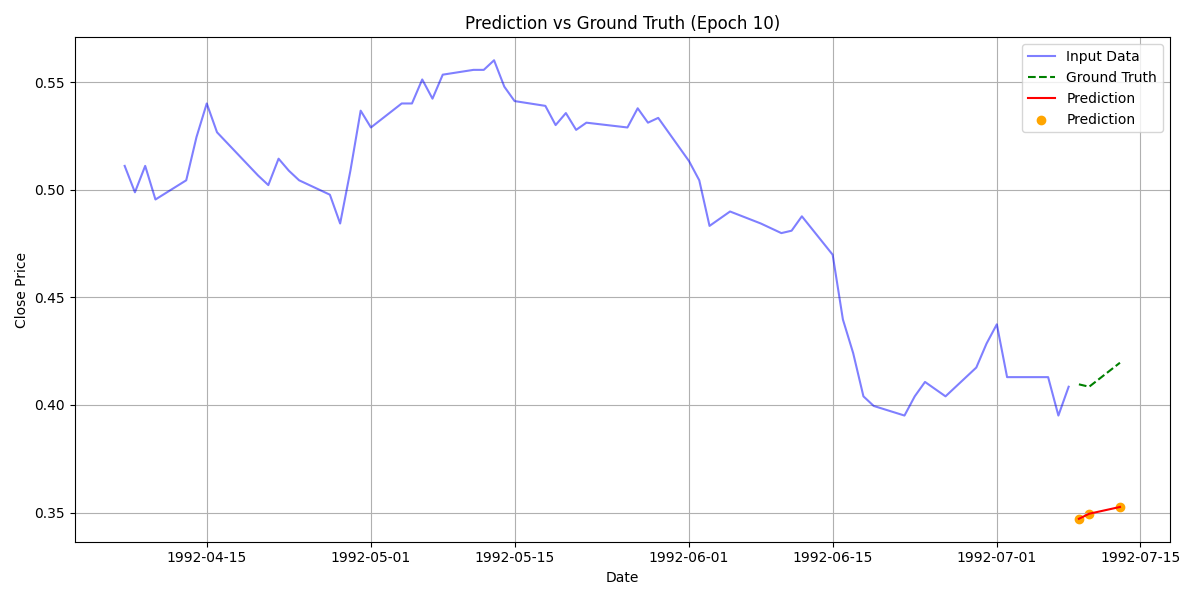 Prediction vs Ground Truth (Epoch 10)
Input Data
Ground Truth
Prediction
Prediction
Close Price
0.55
0.50
0.45
0.40
0.35
1992-04-15
1992-05-01
1992-05-15
1992-06-01
1992-06-15
1992-07-01
1992-07-15
Date